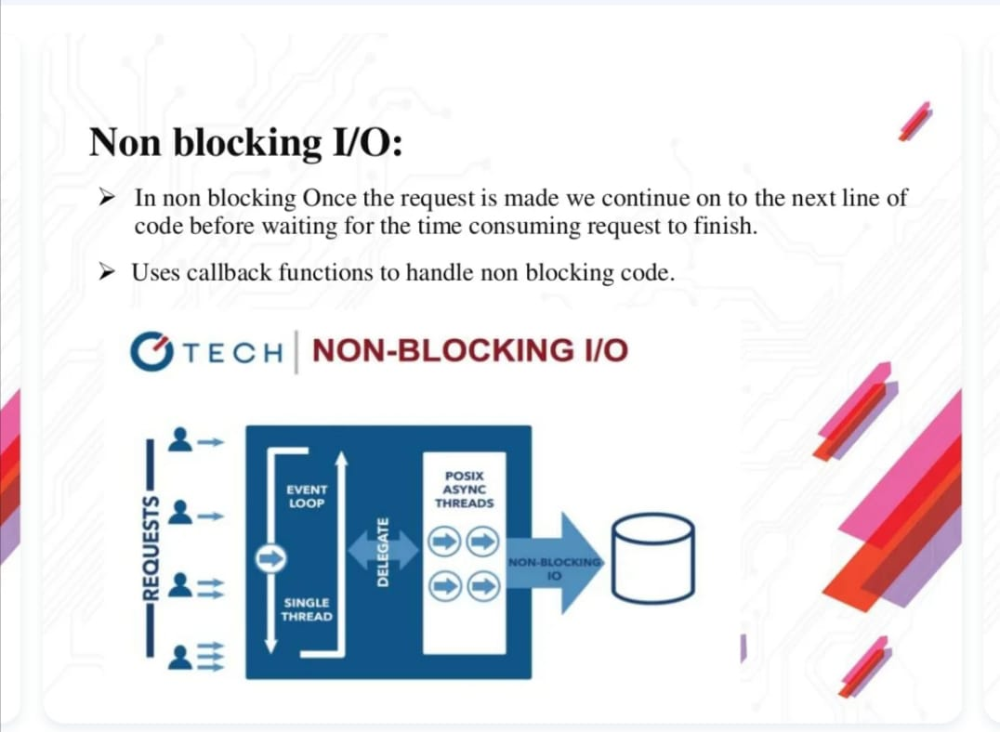 Non blocking I/O:
➤ In non blocking Once the request is made we continue on to the next line of
code before waiting for the time consuming request to finish.
➤ Uses callback functions to handle non blocking code.
TECH | NON-BLOCKING I/O
REQUESTS
EVENT
LOOP
SINGLE
THREAD
DELEGATE
POSIX
ASYNC
THREADS
NON-BLOCKING
IO